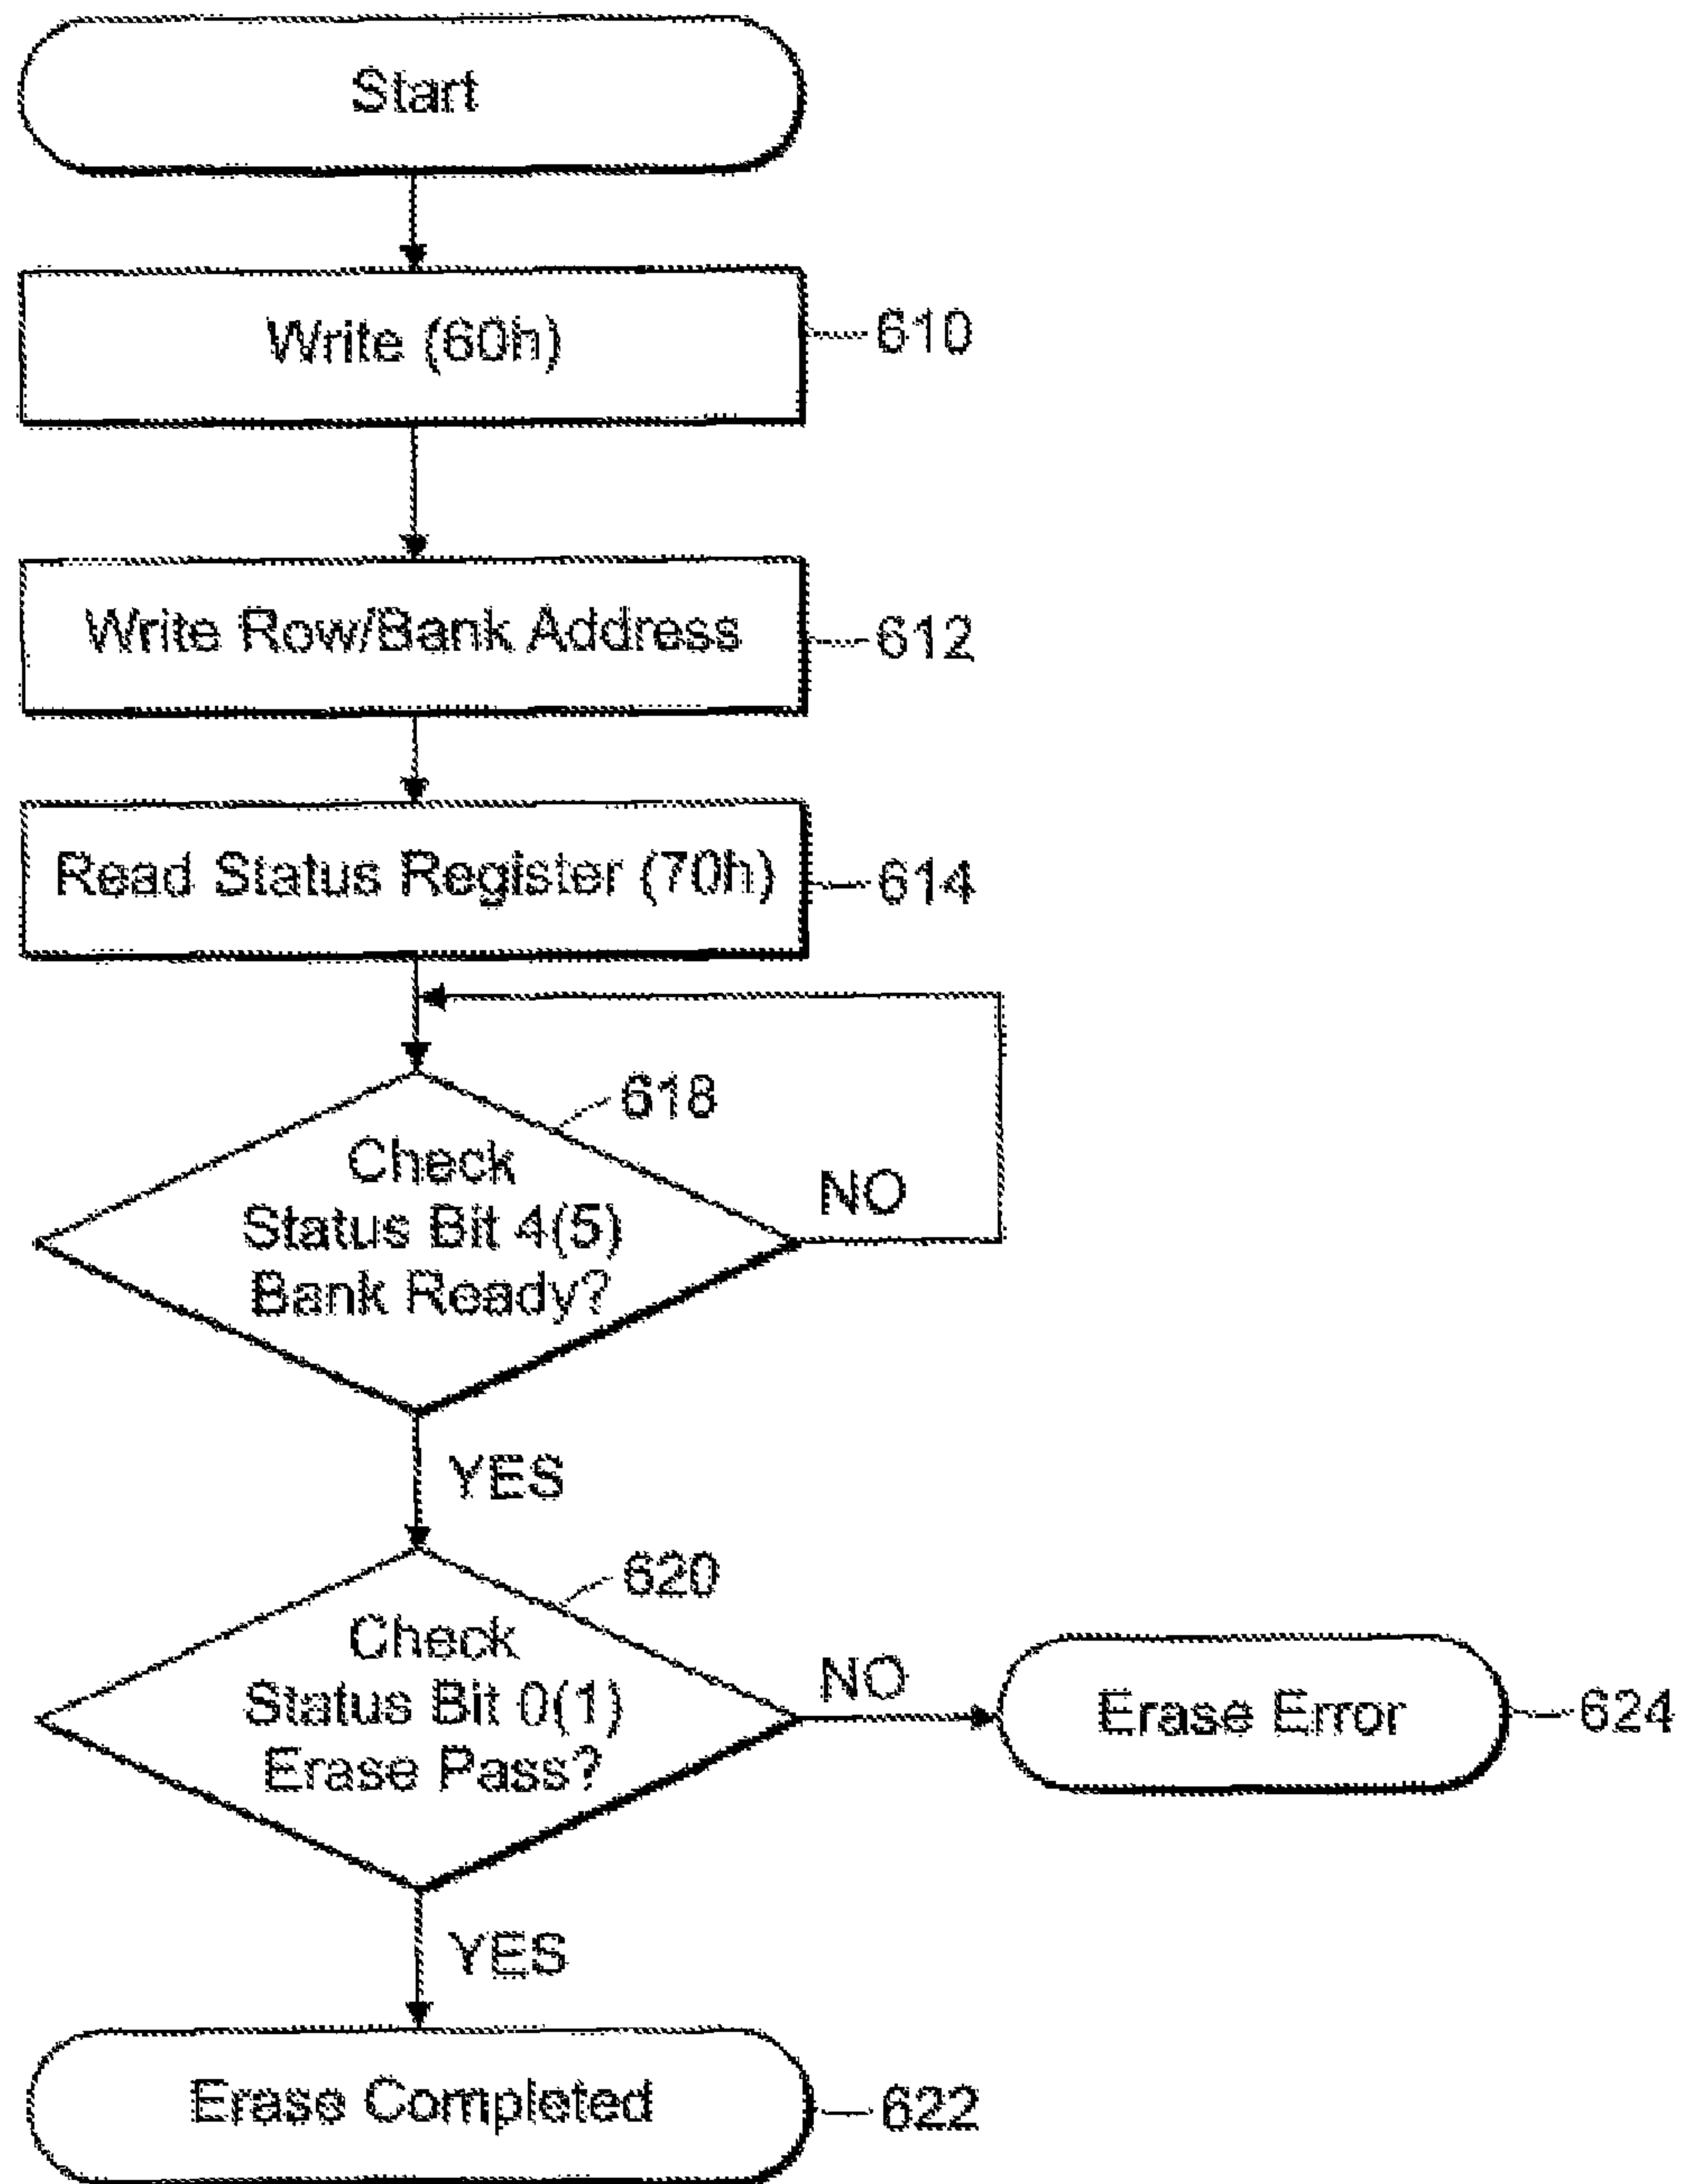 Start
Write (60h)
610
Write Row/Bank Address
612
Read Status Register (70h)
614
618
Check
Status Bit 4(5)
Bank Ready?
NO
YES
620
Check
Status Bit 0(1)
Erase Pass?
NO
Erase Error
624
YES
Erase Completed
622